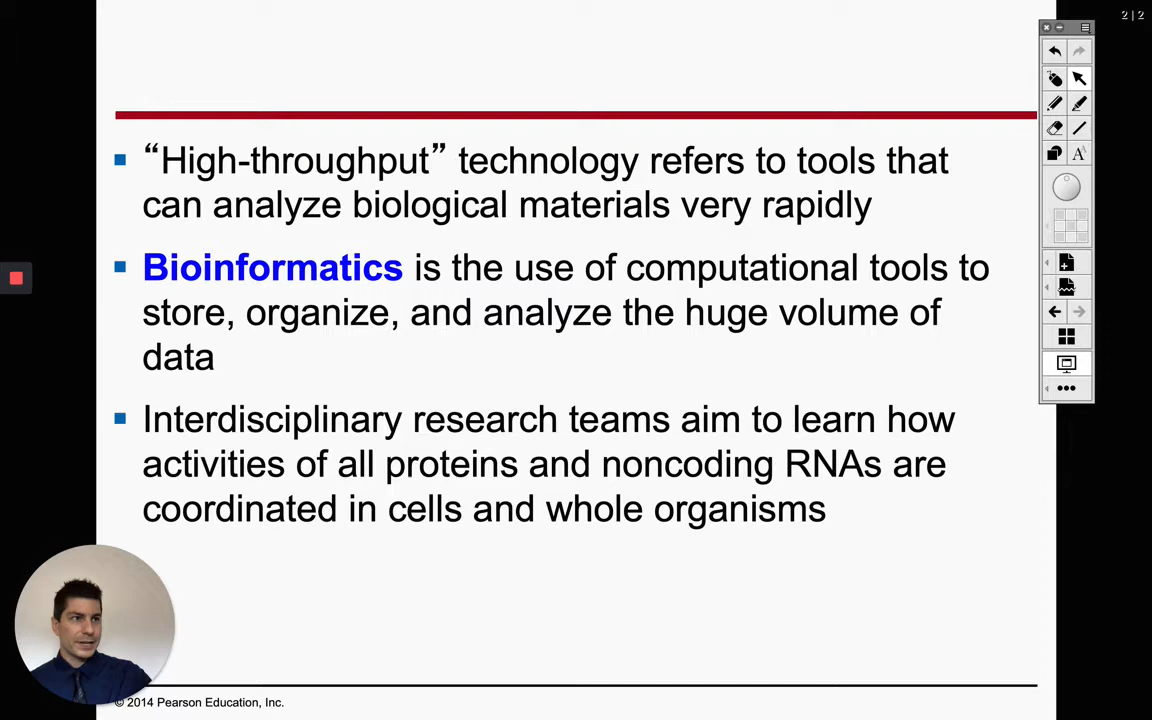 2 | 2
“High-throughput” technology refers to tools that
can analyze biological materials very rapidly
Bioinformatics is the use of computational tools to
store, organize, and analyze the huge volume of
data
Interdisciplinary research teams aim to learn how
activities of all proteins and noncoding RNAs are
coordinated in cells and whole organisms
© 2014 Pearson Education, Inc.